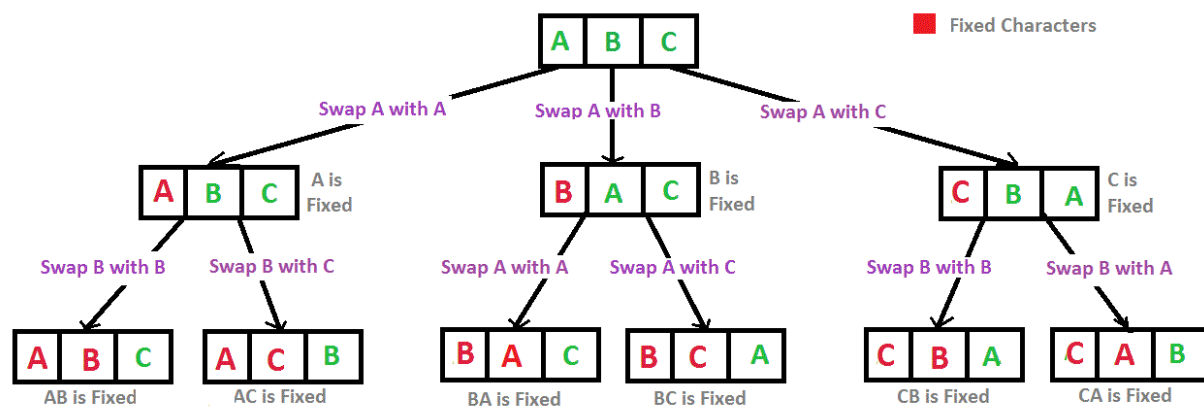 A B C
Fixed Characters
Swap A with A
Swap A with B
Swap A with C
A B C
A is
Fixed
B A C
B is
Fixed
C B A
C is
Fixed
Swap B with B
Swap B with C
Swap A with A
Swap A with C
Swap B with B
Swap B with A
A B C
A C B
B A C
B C A
C B A
C A B
AB is Fixed
AC is Fixed
BA is Fixed
BC is Fixed
CB is Fixed
CA is Fixed